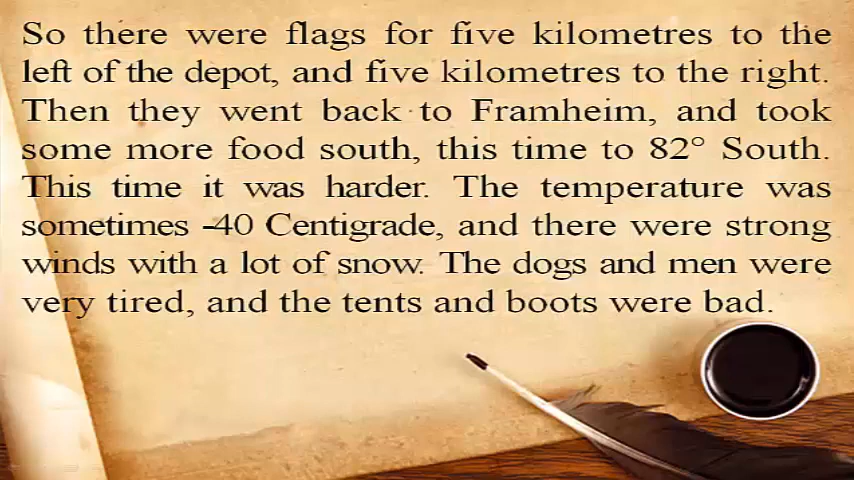 So there were flags for five kilometres to the
left of the depot, and five kilometres to the right.
Then they went back to Framheim, and took
some more food south, this time to 82° South.
This time it was harder. The temperature was
sometimes -40 Centigrade, and there were strong
winds with a lot of snow. The dogs and men were
very tired, and the tents and boots were bad.